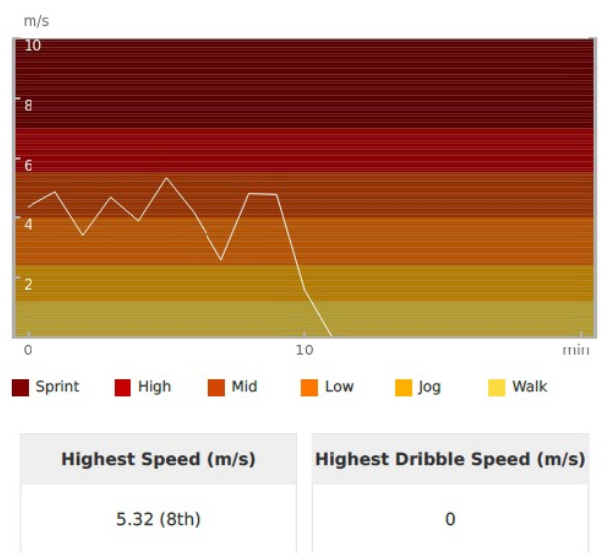 m/s
10
8
6
4
2
0 10 min
Sprint High Mid Low Jog Walk
Highest Speed (m/s) Highest Dribble Speed (m/s)
5.32 (8th) 0